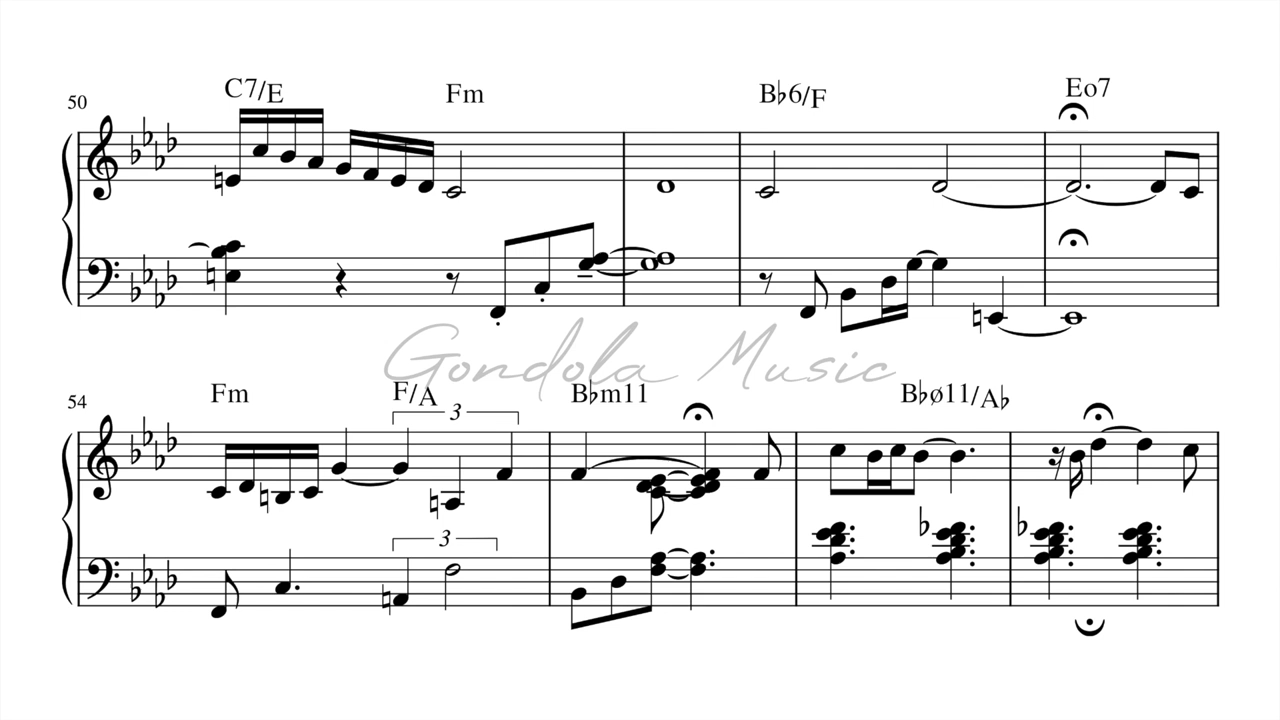 50 C7/E Fm B♭6/F Eo7
Gondola Music
54 Fm F/A B♭m11 B♭ø11/A♭
3
3